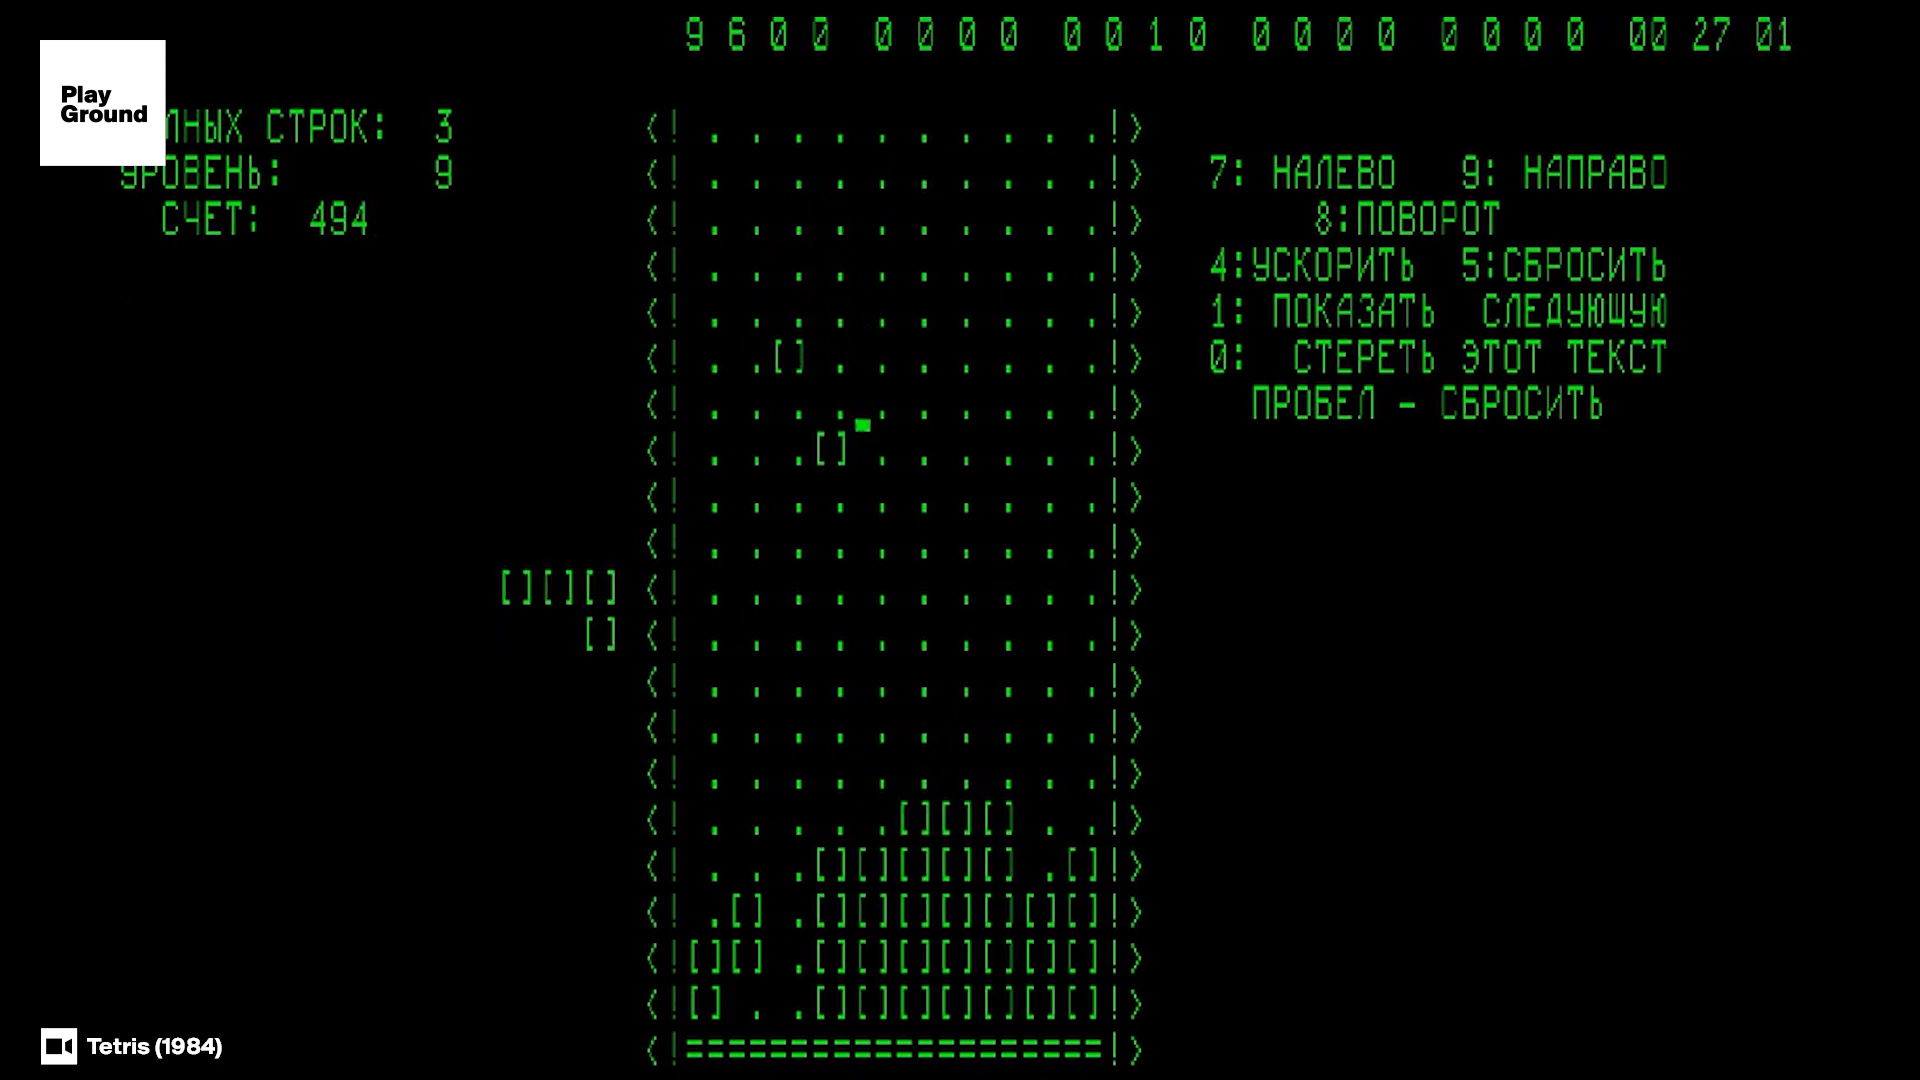 9600 0000 0010 0000 0000 00 27 01
Play
Ground
ЛНЫХ СТРОК: 3
УРОВЕНЬ: 9
СЧЕТ: 494
7: НАЛЕВО 9: НАПРАВО
8:ПОВОРОТ
4:УСКОРИТЬ 5:СБРОСИТЬ
1: ПОКАЗАТЬ СЛЕДУЮЩУЮ
0: СТЕРЕТЬ ЭТОТ ТЕКСТ
ПРОБЕЛ - СБРОСИТЬ
Tetris (1984)